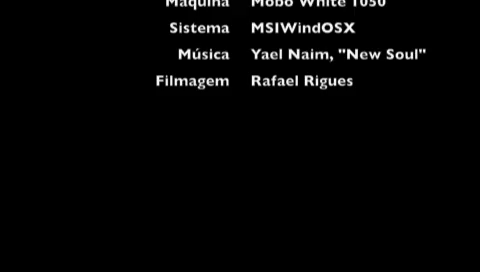 Máquina Mobo White 1050
Sistema MSIWindOSX
Música Yael Naim, "New Soul"
Filmagem Rafael Rigues